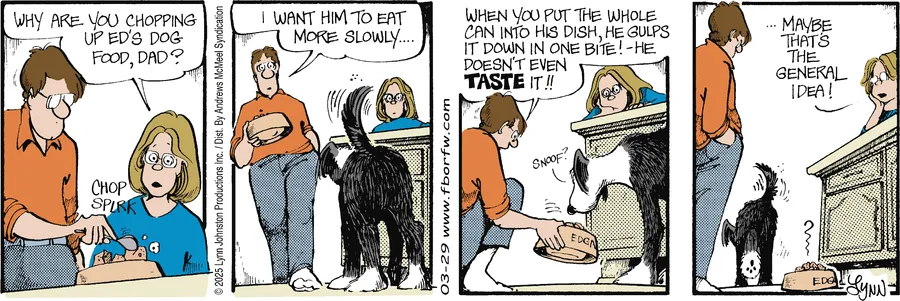 WHY ARE YOU CHOPPING
UP ED'S DOG
FOOD, DAD?
CHOP
SPLRK
© 2025 Lynn Johnston Productions Inc. / Dist. By Andrews McMeel Syndication
I WANT HIM TO EAT
MORE SLOWLY....
03-29 www.fborfw.com
WHEN YOU PUT THE WHOLE
CAN INTO HIS DISH, HE GULPS
IT DOWN IN ONE BITE! -HE
DOESN'T EVEN
TASTE IT!!
SNOOF?
EDGA
... MAYBE
THAT'S
THE
GENERAL
IDEA!
?
EDGAR
LYNN